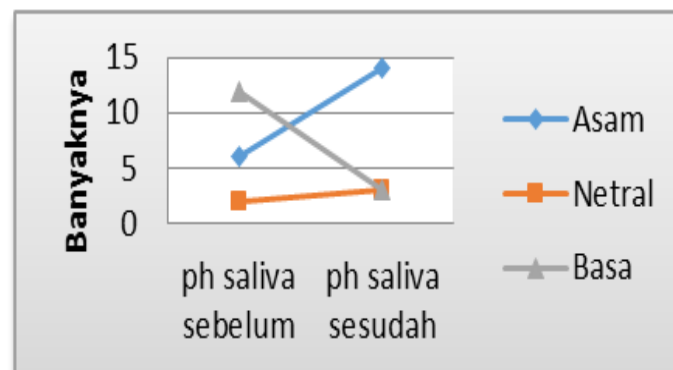 Banyaknya
15
10
5
0
ph saliva sebelum
ph saliva sesudah
Asam
Netral
Basa